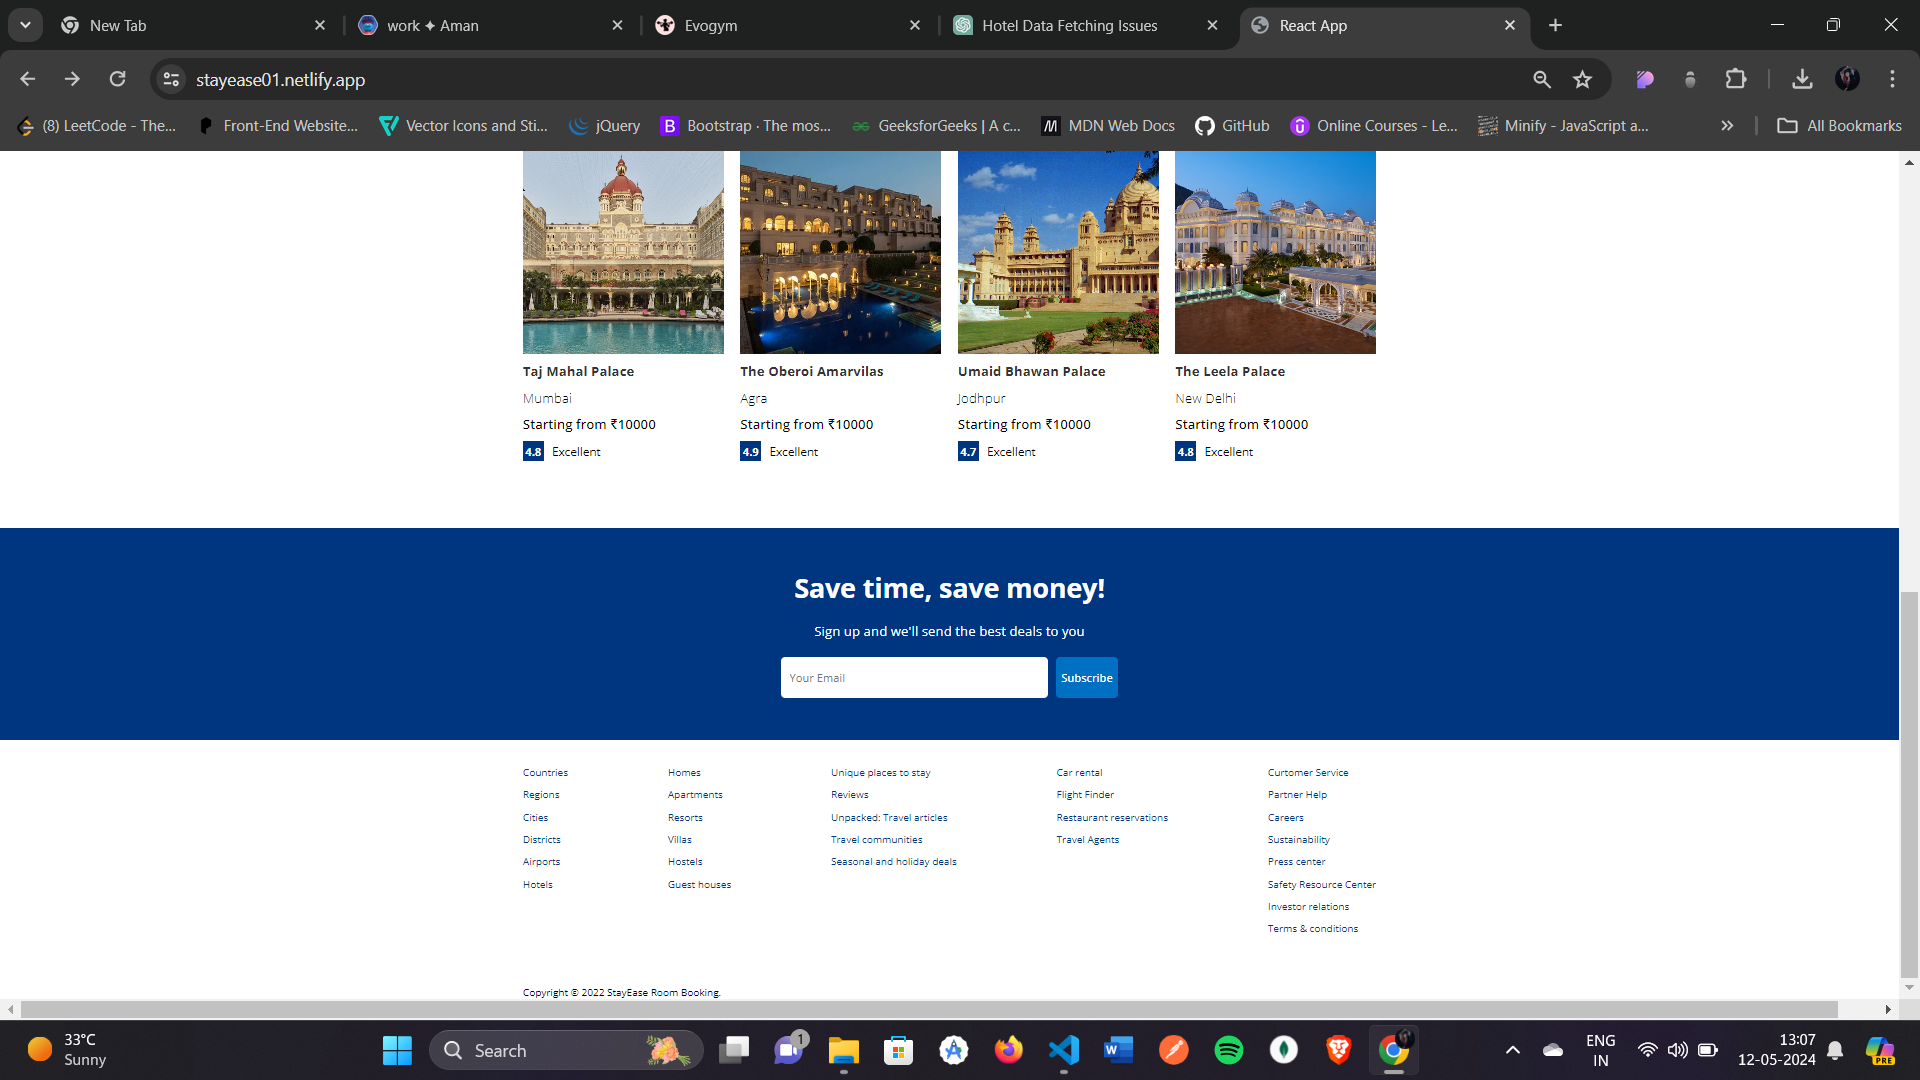 New Tab
work ✦ Aman
Evogym
Hotel Data Fetching Issues
React App
stayease01.netlify.app
(8) LeetCode - The...
Front-End Website...
Vector Icons and Sti...
jQuery
Bootstrap · The mos...
GeeksforGeeks | A c...
MDN Web Docs
GitHub
Online Courses - Le...
Minify - JavaScript a...
All Bookmarks
Taj Mahal Palace
Mumbai
Starting from ₹10000
4.8 Excellent
The Oberoi Amarvilas
Agra
Starting from ₹10000
4.9 Excellent
Umaid Bhawan Palace
Jodhpur
Starting from ₹10000
4.7 Excellent
The Leela Palace
New Delhi
Starting from ₹10000
4.8 Excellent
Save time, save money!
Sign up and we'll send the best deals to you
Your Email
Subscribe
Countries
Regions
Cities
Districts
Airports
Hotels
Homes
Apartments
Resorts
Villas
Hostels
Guest houses
Unique places to stay
Reviews
Unpacked: Travel articles
Travel communities
Seasonal and holiday deals
Car rental
Flight Finder
Restaurant reservations
Travel Agents
Curtomer Service
Partner Help
Careers
Sustainability
Press center
Safety Resource Center
Investor relations
Terms & conditions
Copyright © 2022 StayEase Room Booking.
33°C
Sunny
Search
1
W
PRE
ENG
IN
13:07
12-05-2024